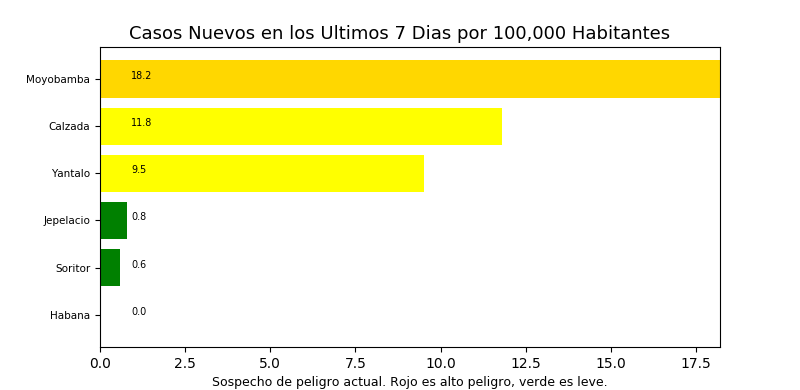 Casos Nuevos en los Ultimos 7 Dias por 100,000 Habitantes
Moyobamba 18.2
Calzada 11.8
Yantalo 9.5
Jepelacio 0.8
Soritor 0.6
Habana 0.0
0.0 2.5 5.0 7.5 10.0 12.5 15.0 17.5
Sospecho de peligro actual. Rojo es alto peligro, verde es leve.